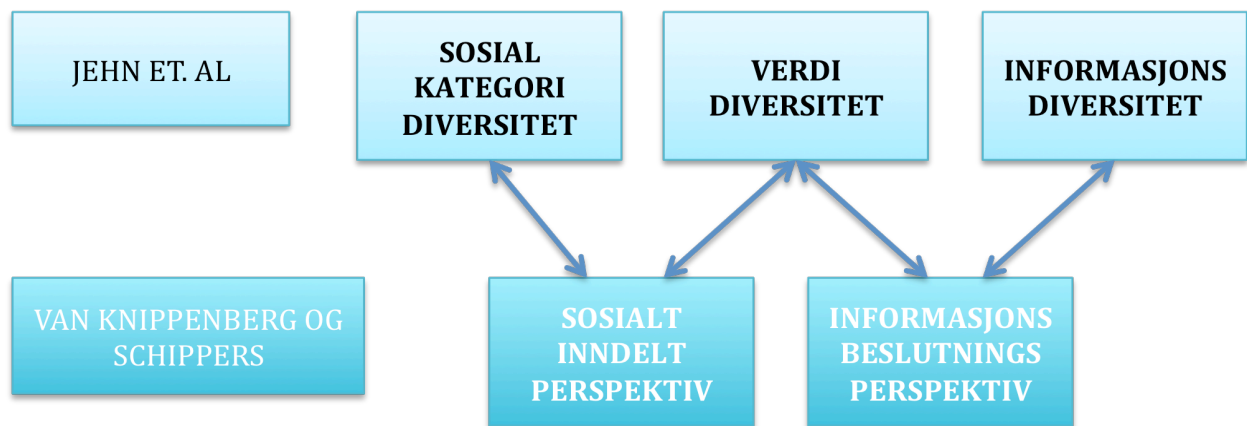 JEHN ET. AL
SOSIAL
KATEGORI
DIVERSITET
VERDI
DIVERSITET
INFORMASJONS
DIVERSITET
VAN KNIPPENBERG OG
SCHIPPERS
SOSIALT
INNDELT
PERSPEKTIV
INFORMASJONS
BESLUTNINGS
PERSPEKTIV